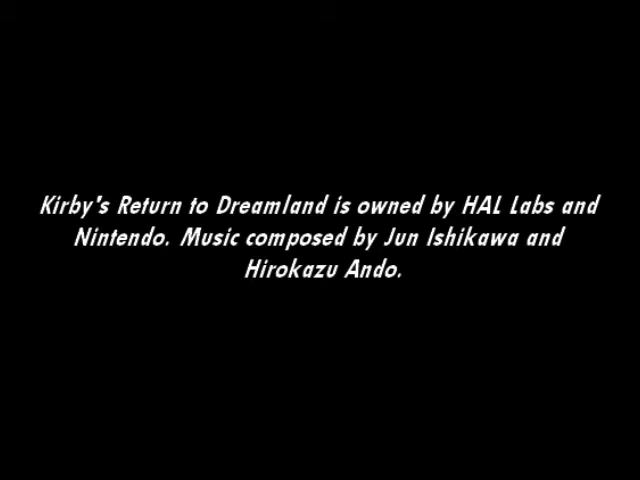 Kirby's Return to Dreamland is owned by HAL Labs and
Nintendo. Music composed by Jun Ishikawa and
Hirokazu Ando.